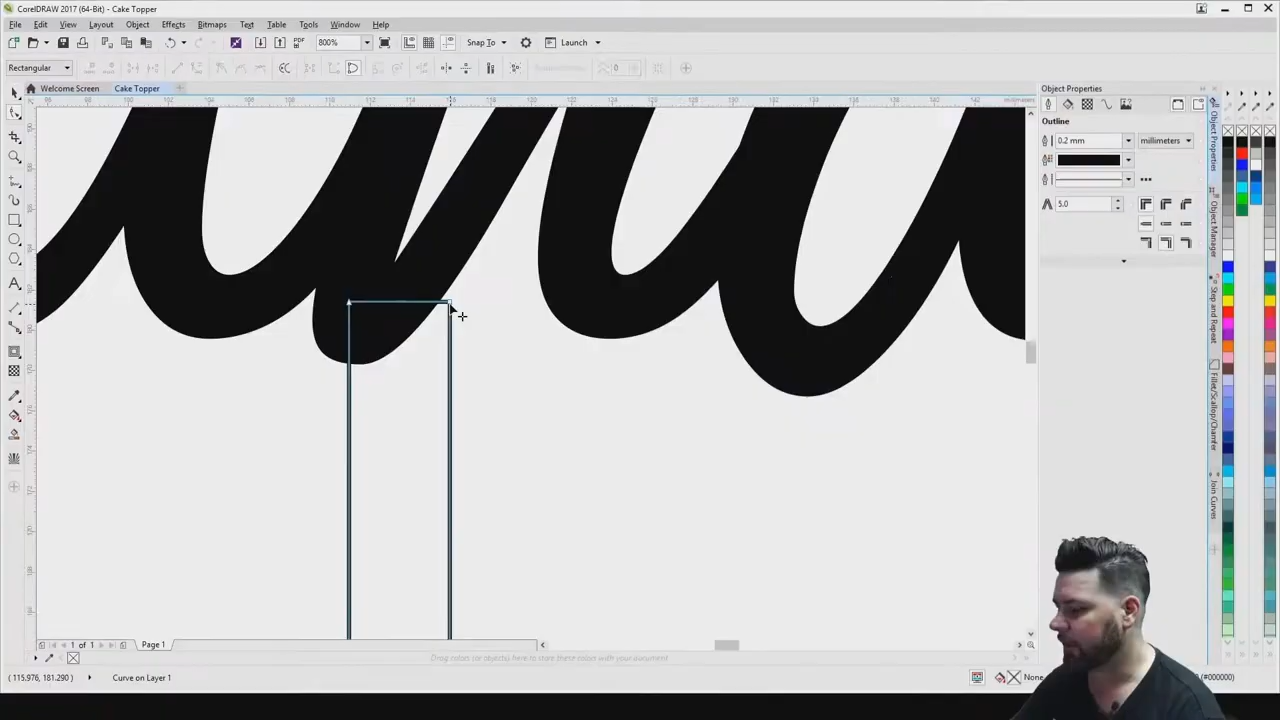 CorelDRAW 2017 (64-Bit) - Cake Topper
File Edit View Layout Object Effects Bitmaps Text Table Tools Window Help
PDF 800% Snap To Launch
Rectangular 0
Welcome Screen Cake Topper
Object Properties
Outline
0.2 mm millimeters
5.0
Object Properties
Object Manager
Step and Repeat
Fillet/Scallop/Chamfer
Join Curves
millimeters
1 of 1 Page 1
Drag colors (or objects) here to store these colors with your document
( 115.976, 181.290 ) Curve on Layer 1 None
(#000000)